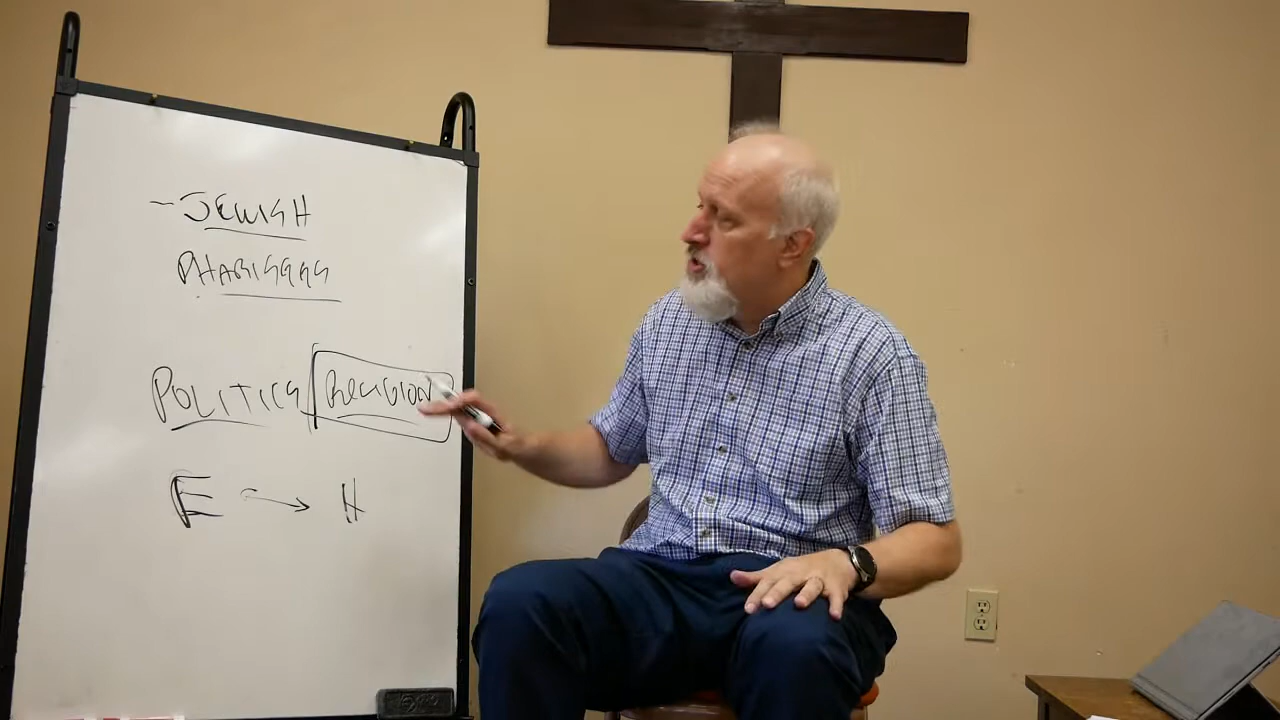 - JEWISH
PHARISEES
POLITICS RELIGION
E → H